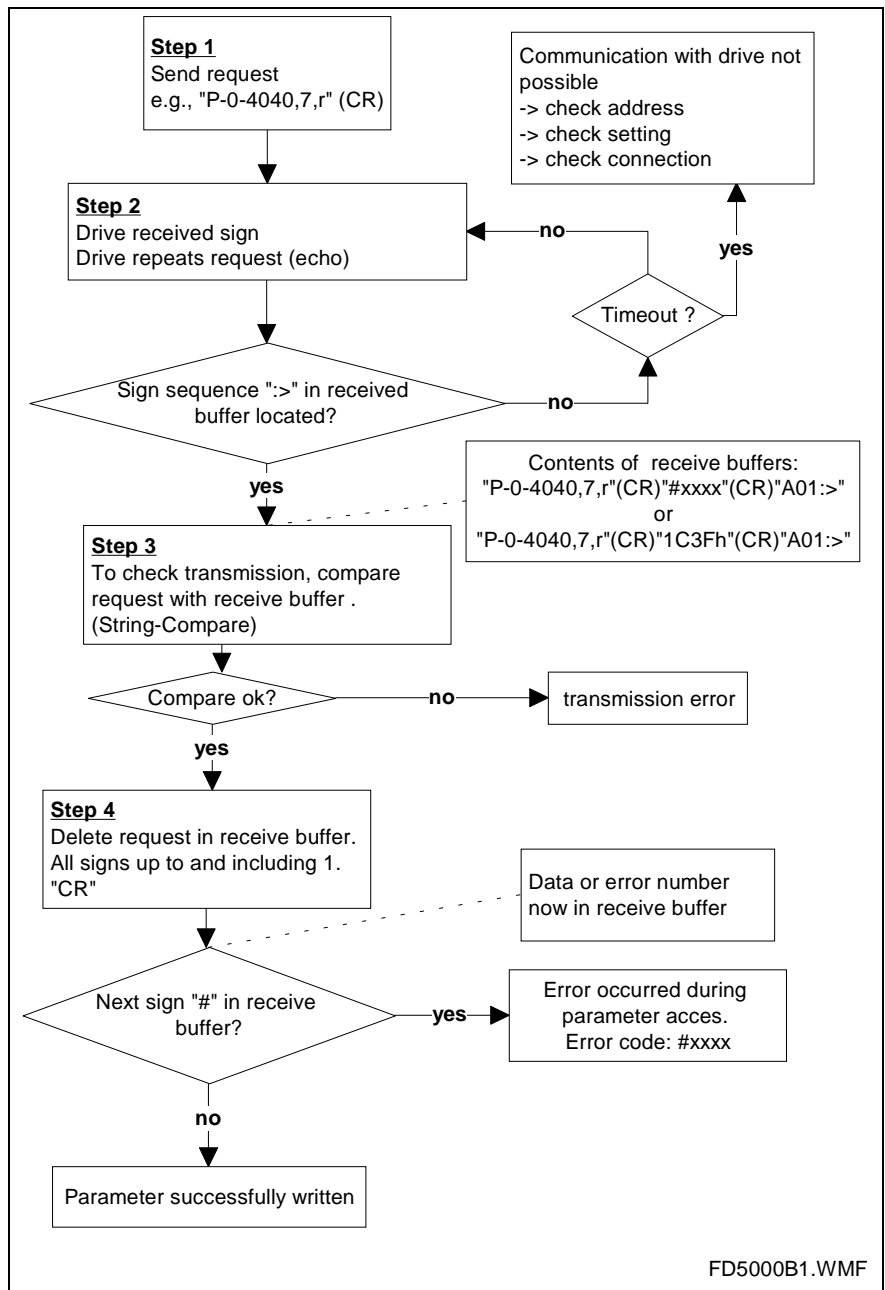 Step 1
Send request
e.g., "P-0-4040,7,r" (CR)
Communication with drive not
possible
-> check address
-> check setting
-> check connection
Step 2
Drive received sign
Drive repeats request (echo)
no
yes
Timeout ?
Sign sequence ":>" in received
buffer located?
no
yes
Contents of receive buffers:
"P-0-4040,7,r"(CR)"#xxxx"(CR)"A01:>"
or
"P-0-4040,7,r"(CR)"1C3Fh"(CR)"A01:>"
Step 3
To check transmission, compare
request with receive buffer .
(String-Compare)
Compare ok?
no
transmission error
yes
Step 4
Delete request in receive buffer.
All signs up to and including 1.
"CR"
Data or error number
now in receive buffer
Next sign "#" in receive
buffer?
yes
Error occurred during
parameter acces.
Error code: #xxxx
no
Parameter successfully written
FD5000B1.WMF